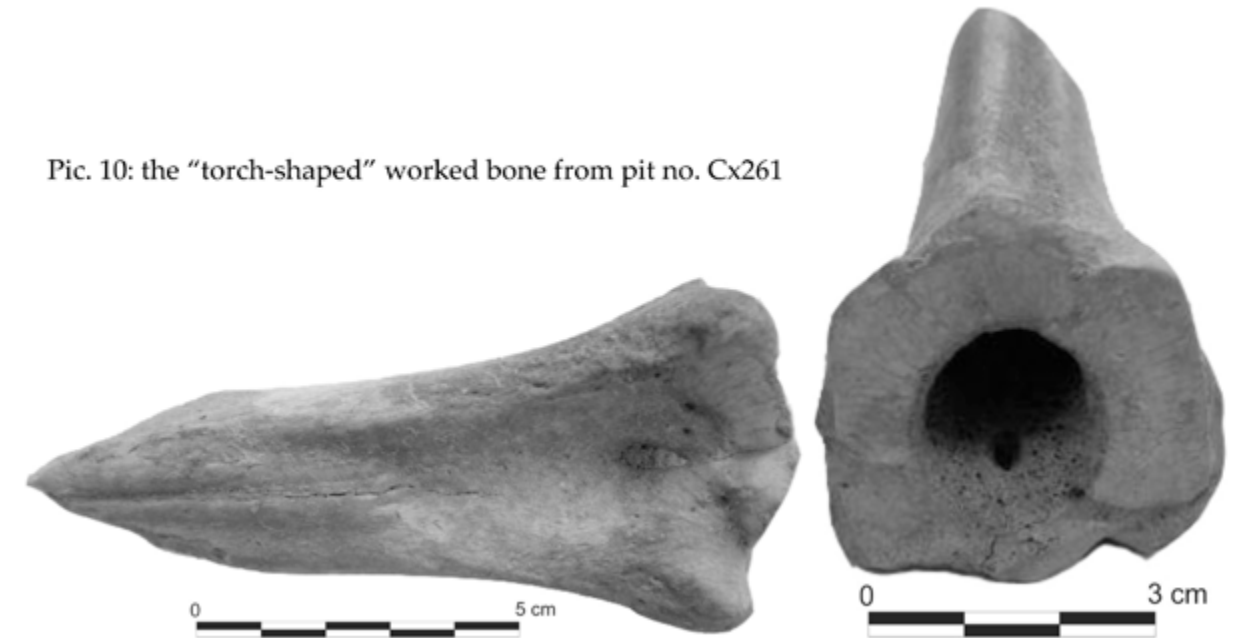 Pic. 10: the “torch-shaped” worked bone from pit no. Cx261
0 5 cm
0 3 cm